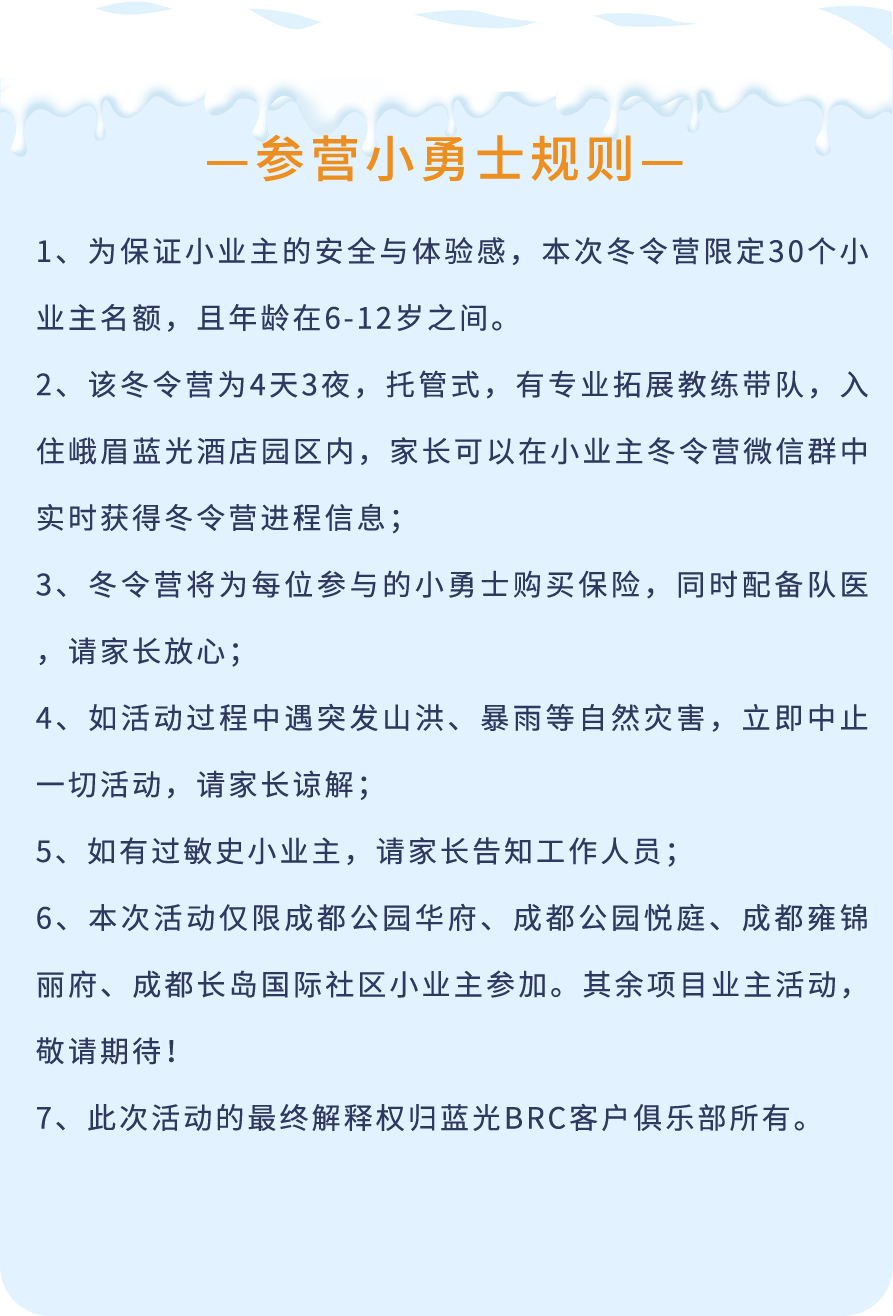 —参营小勇士规则—
1、为保证小业主的安全与体验感，本次冬令营限定30个小
业主名额，且年龄在6-12岁之间。
2、该冬令营为4天3夜，托管式，有专业拓展教练带队，入
住峨眉蓝光酒店园区内，家长可以在小业主冬令营微信群中
实时获得冬令营进程信息；
3、冬令营将为每位参与的小勇士购买保险，同时配备队医
，请家长放心；
4、如活动过程中遇突发山洪、暴雨等自然灾害，立即中止
一切活动，请家长谅解；
5、如有过敏史小业主，请家长告知工作人员；
6、本次活动仅限成都公园华府、成都公园悦庭、成都雍锦
丽府、成都长岛国际社区小业主参加。其余项目业主活动，
敬请期待！
7、此次活动的最终解释权归蓝光BRC客户俱乐部所有。